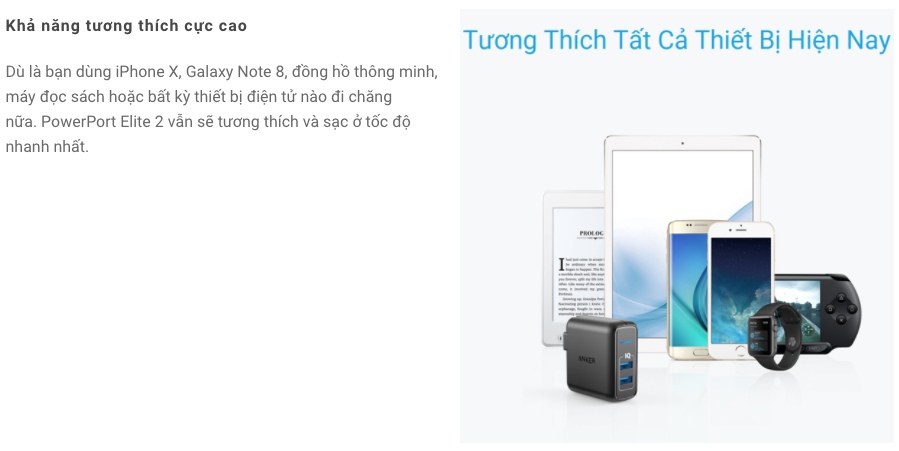 Khả năng tương thích cực cao
Dù là bạn dùng iPhone X, Galaxy Note 8, đồng hồ thông minh,
máy đọc sách hoặc bất kỳ thiết bị điện tử nào đi chăng
nữa. PowerPort Elite 2 vẫn sẽ tương thích và sạc ở tốc độ
nhanh nhất.
Tương Thích Tất Cả Thiết Bị Hiện Nay
PROLOG
ANKER
IQ